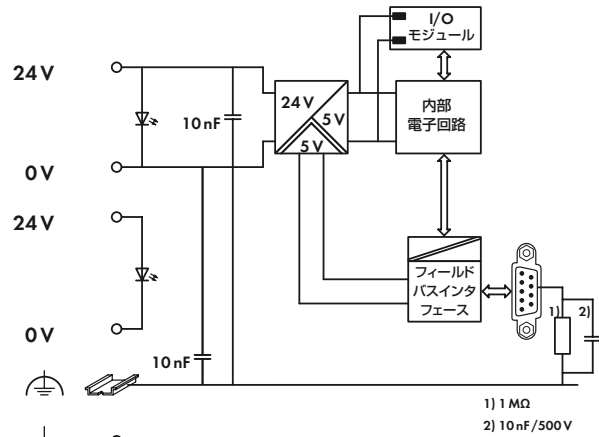 I/O
モジュール
24 V
10 nF
24 V
5 V
5 V
内部
電子回路
0 V
24 V
フィールド
バスインタ
フェース
1)
2)
0 V
10 nF
1) 1 MΩ
2) 10 nF/500 V